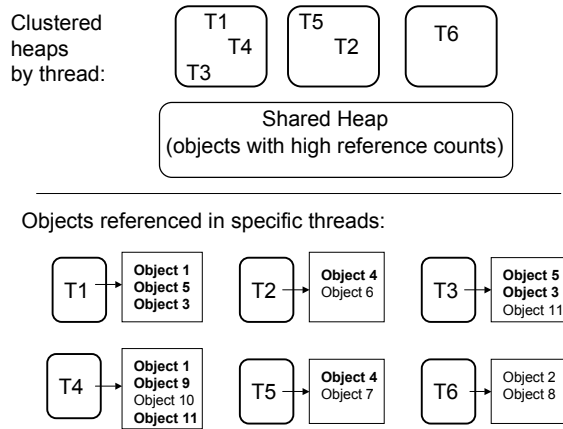 Clustered
heaps
by thread:
T1
T4
T3
T5
T2
T6
Shared Heap
(objects with high reference counts)
Objects referenced in specific threads:
T1
Object 1
Object 5
Object 3
T2
Object 4
Object 6
T3
Object 5
Object 3
Object 11
T4
Object 1
Object 9
Object 10
Object 11
T5
Object 4
Object 7
T6
Object 2
Object 8